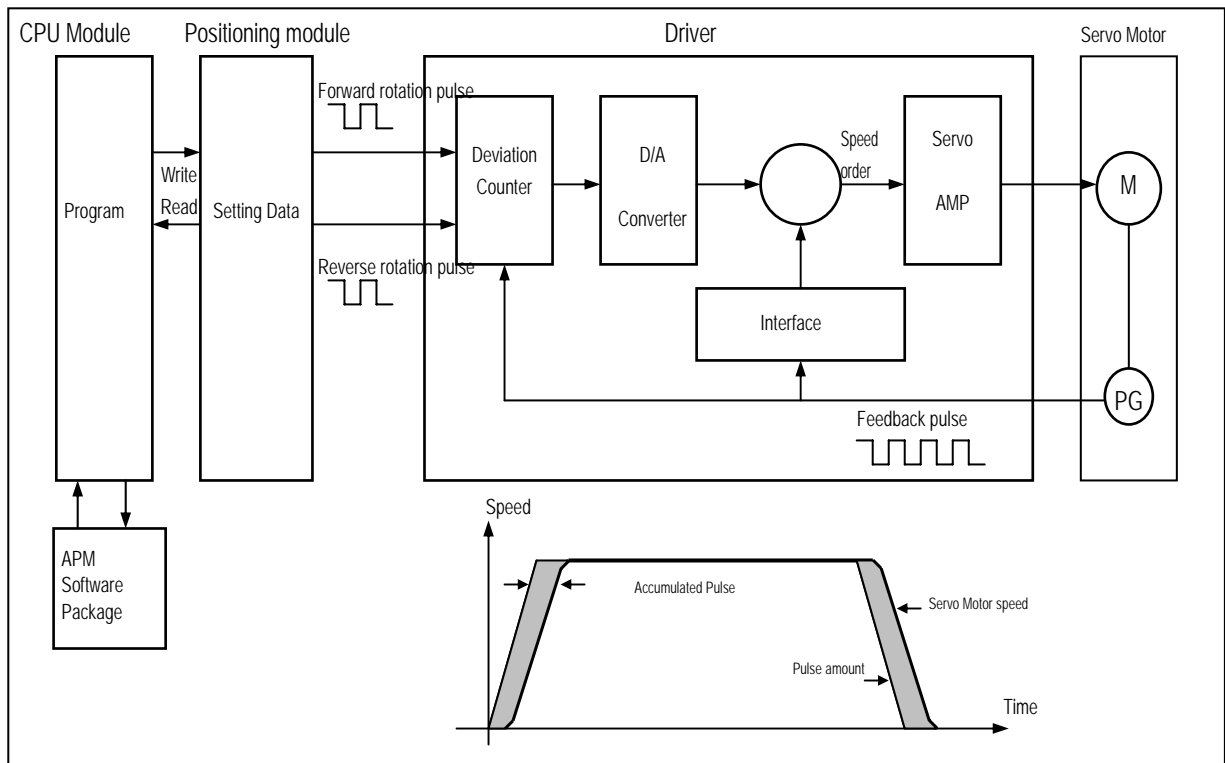 CPU Module
Positioning module
Driver
Servo Motor
Forward rotation pulse
Program
Write
Read
Setting Data
Reverse rotation pulse
Deviation
Counter
D/A
Converter
Speed
order
Servo
AMP
M
Interface
PG
Feedback pulse
APM
Software
Package
Speed
Accumulated Pulse
Servo Motor speed
Pulse amount
Time